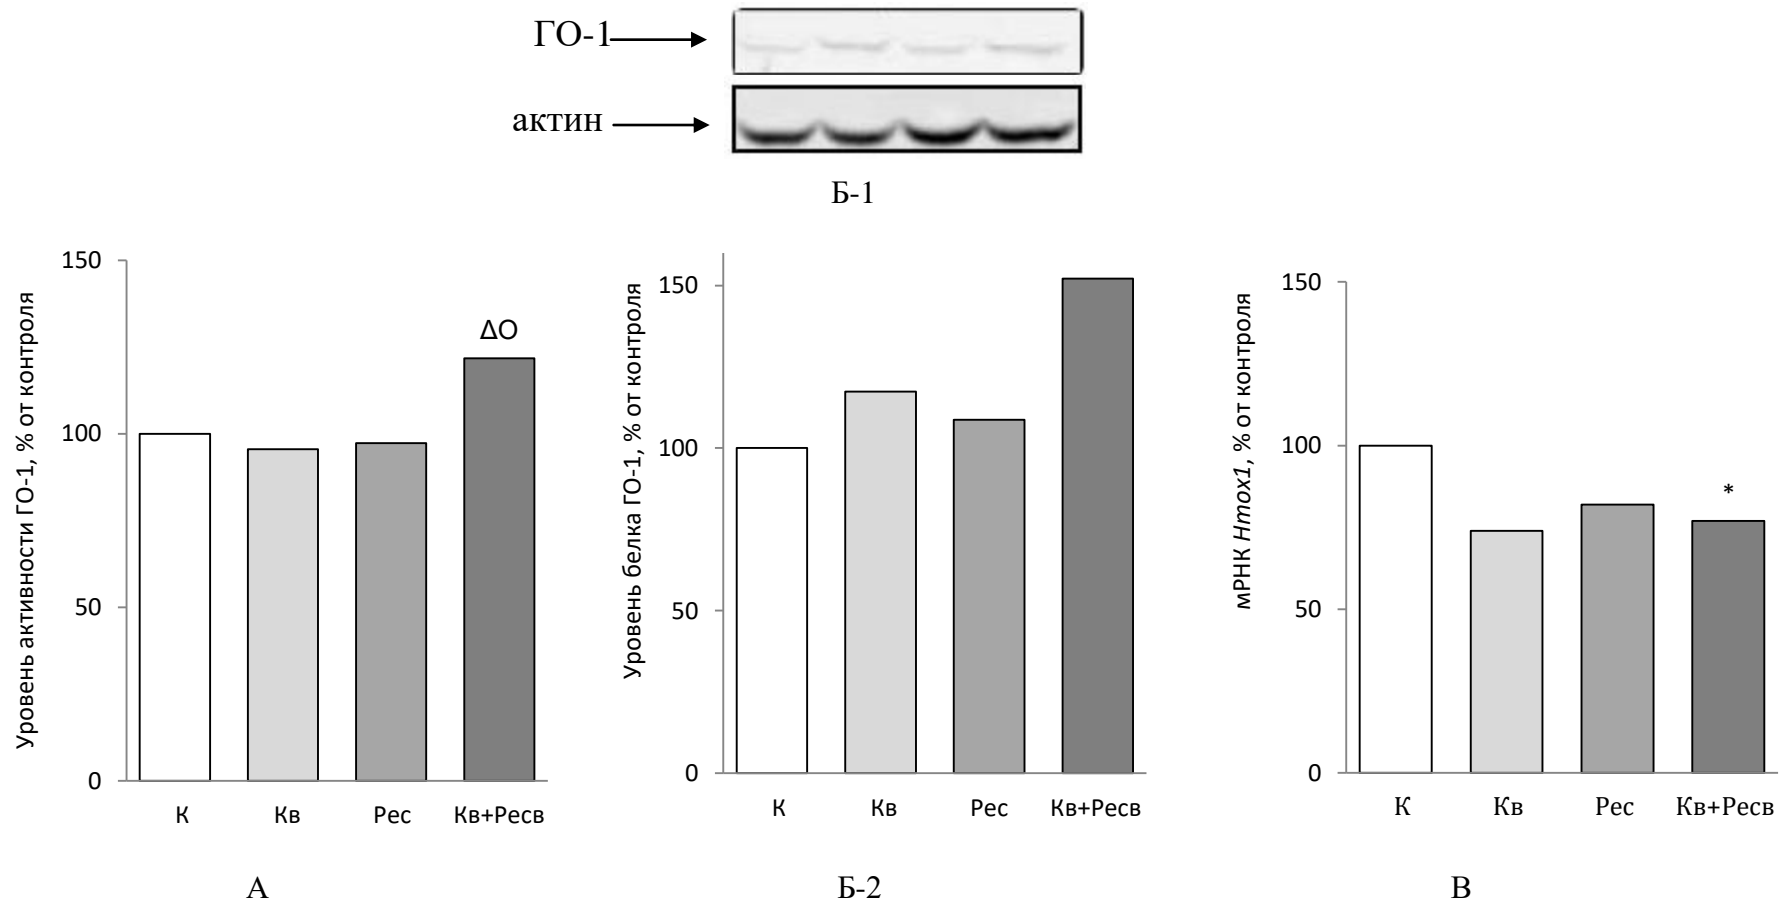 ГО-1
актин
Б-1
Уровень активности ГО-1, % от контроля
150
100
50
0
ΔО
К Кв Рес Кв+Ресв
А
Уровень белка ГО-1, % от контроля
150
100
50
0
К Кв Рес Кв+Ресв
Б-2
мРНК Hmox1, % от контроля
150
100
50
0
*
К Кв Рес Кв+Ресв
В